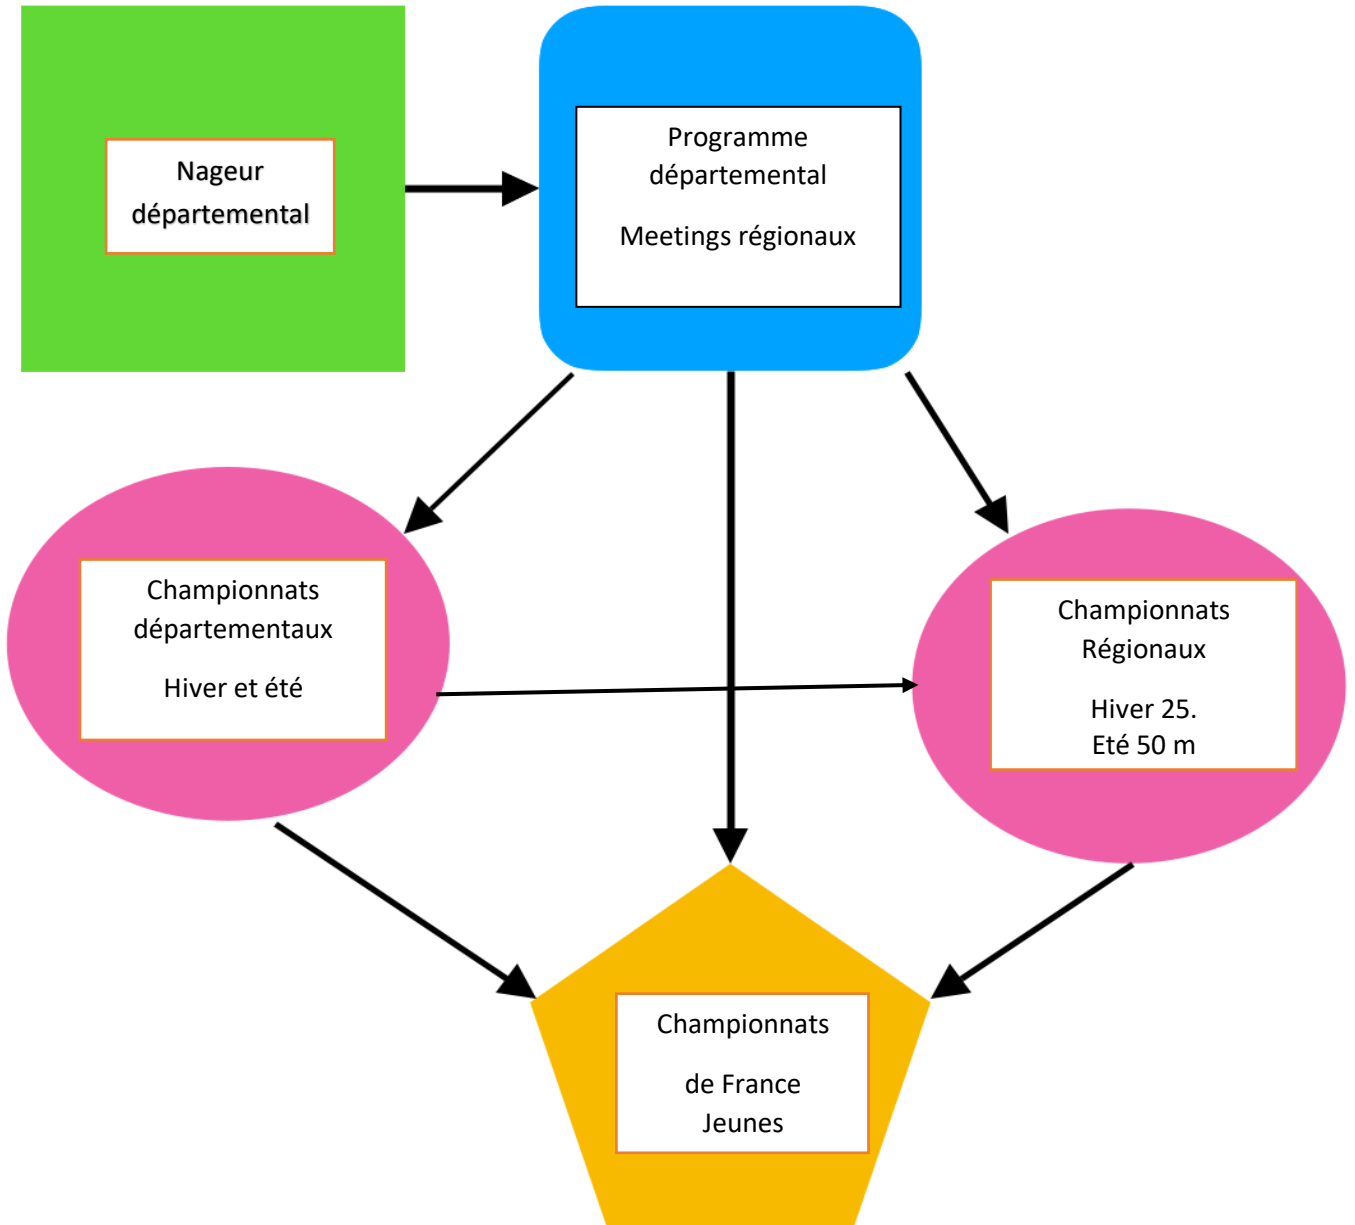 Nageur
départemental
Programme
départemental
Meetings régionaux
Championnats
départementaux
Hiver et été
Championnats
Régionaux
Hiver 25.
Eté 50 m
Championnats
de France
Jeunes